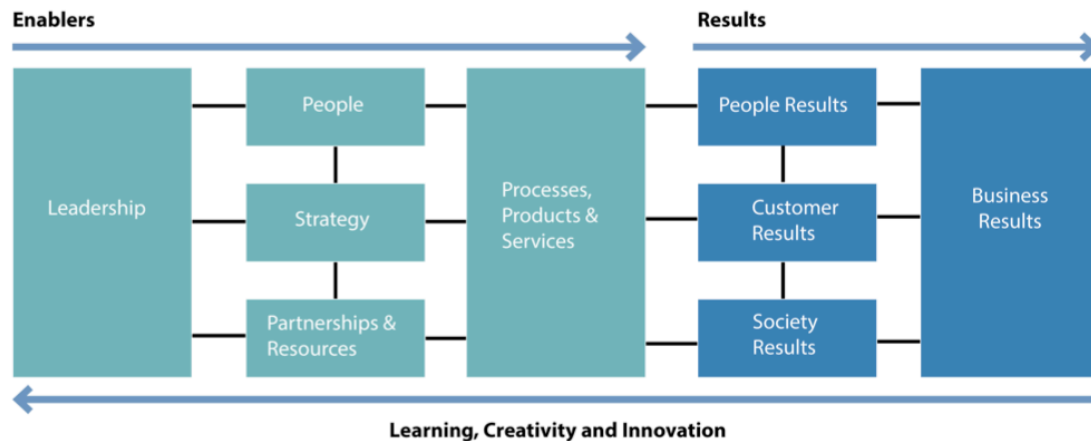 Enablers
Results
Leadership
People
Strategy
Partnerships &
Resources
Processes,
Products &
Services
People Results
Customer
Results
Society
Results
Business
Results
Learning, Creativity and Innovation